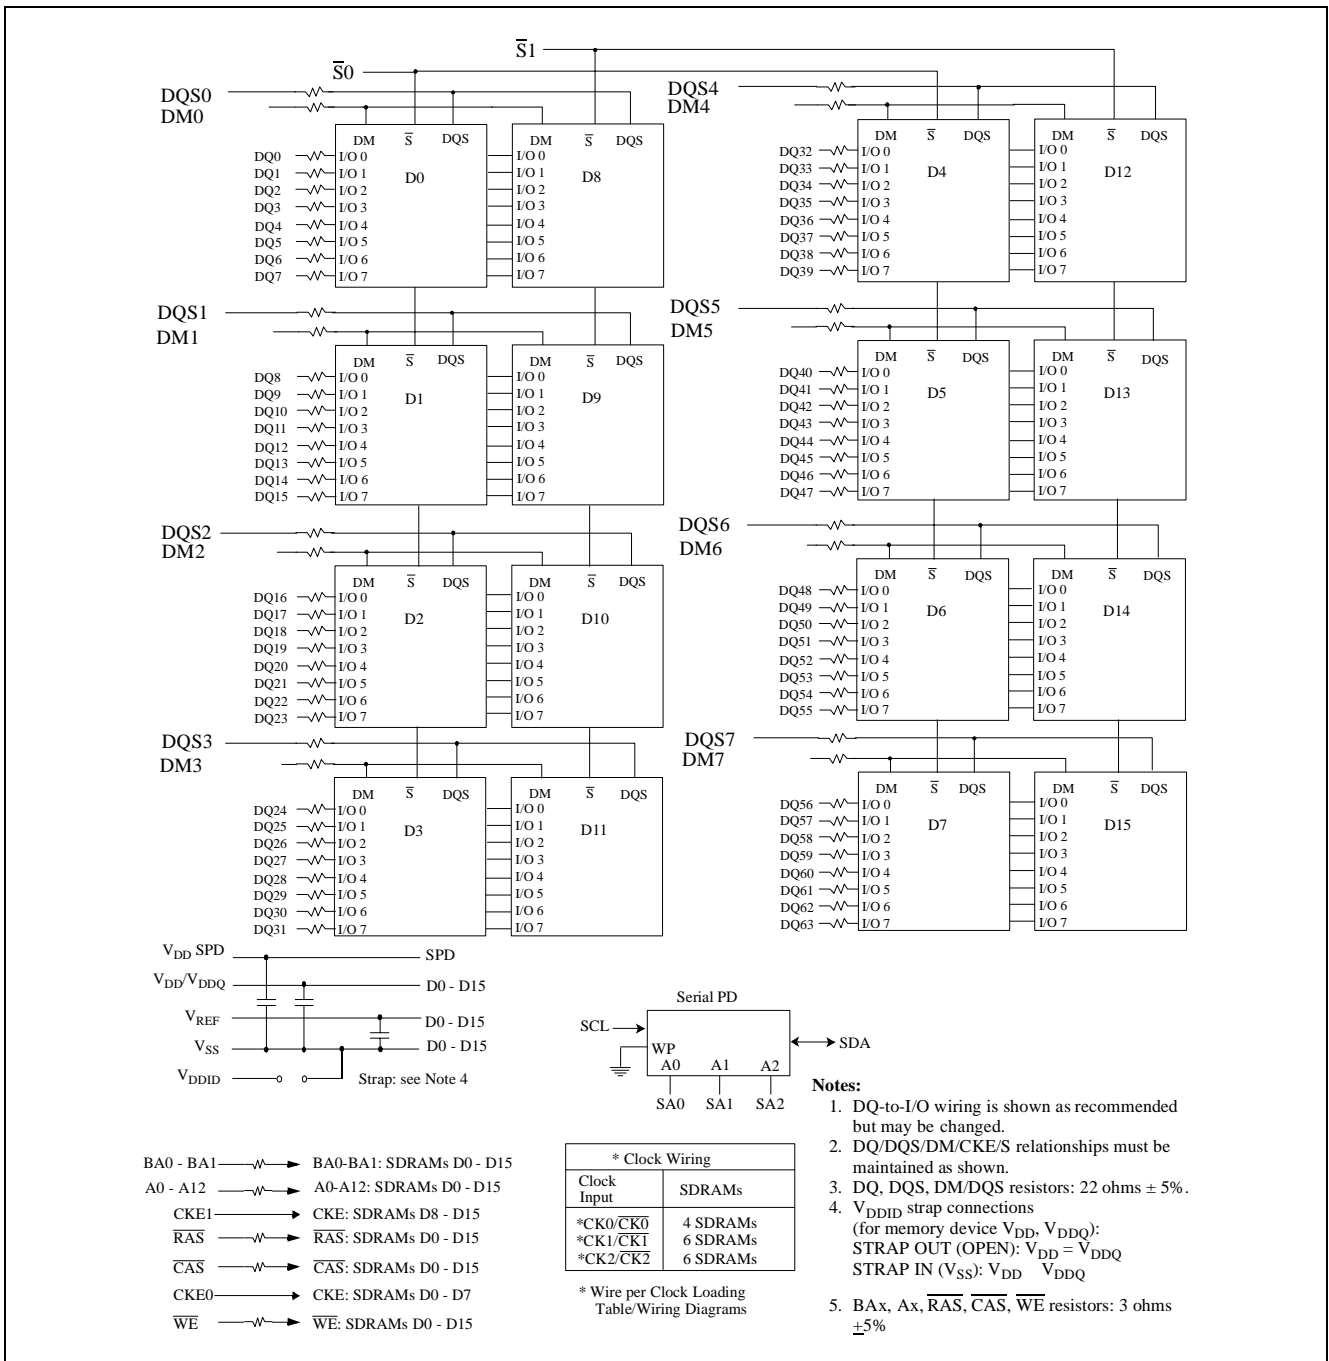 S̅1
S̅0
DQS0
DM0
DM S̅ DQS
DM S̅ DQS
DQ0 I/O 0 I/O 0
DQ1 I/O 1 I/O 1
DQ2 I/O 2 I/O 2
DQ3 I/O 3 I/O 3
DQ4 I/O 4 I/O 4
DQ5 I/O 5 I/O 5
DQ6 I/O 6 I/O 6
DQ7 I/O 7 I/O 7
D0 D8
DQS1
DM1
DM S̅ DQS
DM S̅ DQS
DQ8 I/O 0 I/O 0
DQ9 I/O 1 I/O 1
DQ10 I/O 2 I/O 2
DQ11 I/O 3 I/O 3
DQ12 I/O 4 I/O 4
DQ13 I/O 5 I/O 5
DQ14 I/O 6 I/O 6
DQ15 I/O 7 I/O 7
D1 D9
DQS2
DM2
DM S̅ DQS
DM S̅ DQS
DQ16 I/O 0 I/O 0
DQ17 I/O 1 I/O 1
DQ18 I/O 2 I/O 2
DQ19 I/O 3 I/O 3
DQ20 I/O 4 I/O 4
DQ21 I/O 5 I/O 5
DQ22 I/O 6 I/O 6
DQ23 I/O 7 I/O 7
D2 D10
DQS3
DM3
DM S̅ DQS
DM S̅ DQS
DQ24 I/O 0 I/O 0
DQ25 I/O 1 I/O 1
DQ26 I/O 2 I/O 2
DQ27 I/O 3 I/O 3
DQ28 I/O 4 I/O 4
DQ29 I/O 5 I/O 5
DQ30 I/O 6 I/O 6
DQ31 I/O 7 I/O 7
D3 D11
DQS4
DM4
DM S̅ DQS
DM S̅ DQS
DQ32 I/O 0 I/O 0
DQ33 I/O 1 I/O 1
DQ34 I/O 2 I/O 2
DQ35 I/O 3 I/O 3
DQ36 I/O 4 I/O 4
DQ37 I/O 5 I/O 5
DQ38 I/O 6 I/O 6
DQ39 I/O 7 I/O 7
D4 D12
DQS5
DM5
DM S̅ DQS
DM S̅ DQS
DQ40 I/O 0 I/O 0
DQ41 I/O 1 I/O 1
DQ42 I/O 2 I/O 2
DQ43 I/O 3 I/O 3
DQ44 I/O 4 I/O 4
DQ45 I/O 5 I/O 5
DQ46 I/O 6 I/O 6
DQ47 I/O 7 I/O 7
D5 D13
DQS6
DM6
DM S̅ DQS
DM S̅ DQS
DQ48 I/O 0 I/O 0
DQ49 I/O 1 I/O 1
DQ50 I/O 2 I/O 2
DQ51 I/O 3 I/O 3
DQ52 I/O 4 I/O 4
DQ53 I/O 5 I/O 5
DQ54 I/O 6 I/O 6
DQ55 I/O 7 I/O 7
D6 D14
DQS7
DM7
DM S̅ DQS
DM S̅ DQS
DQ56 I/O 0 I/O 0
DQ57 I/O 1 I/O 1
DQ58 I/O 2 I/O 2
DQ59 I/O 3 I/O 3
DQ60 I/O 4 I/O 4
DQ61 I/O 5 I/O 5
DQ62 I/O 6 I/O 6
DQ63 I/O 7 I/O 7
D7 D15
VDD SPD SPD
VDD/VDDQ D0 - D15
VREF D0 - D15
VSS D0 - D15
VDDID Strap: see Note 4
Serial PD
SCL
WP
SDA
A0 A1 A2
SA0 SA1 SA2
BA0 - BA1 BA0-BA1: SDRAMs D0 - D15
A0 - A12 A0-A12: SDRAMs D0 - D15
CKE1 CKE: SDRAMs D8 - D15
R̅A̅S̅ R̅A̅S̅: SDRAMs D0 - D15
C̅A̅S̅ C̅A̅S̅: SDRAMs D0 - D15
CKE0 CKE: SDRAMs D0 - D7
W̅E̅ W̅E̅: SDRAMs D0 - D15
* Clock Wiring
Clock
Input SDRAMs
*CK0/C̅K̅0̅ 4 SDRAMs
*CK1/C̅K̅1̅ 6 SDRAMs
*CK2/C̅K̅2̅ 6 SDRAMs
* Wire per Clock Loading
Table/Wiring Diagrams
Notes:
1. DQ-to-I/O wiring is shown as recommended
but may be changed.
2. DQ/DQS/DM/CKE/S relationships must be
maintained as shown.
3. DQ, DQS, DM/DQS resistors: 22 ohms ± 5%.
4. VDDID strap connections
(for memory device VDD, VDDQ):
STRAP OUT (OPEN): VDD = VDDQ
STRAP IN (VSS): VDD VDDQ
5. BAx, Ax, R̅A̅S̅, C̅A̅S̅, W̅E̅ resistors: 3 ohms
±5%